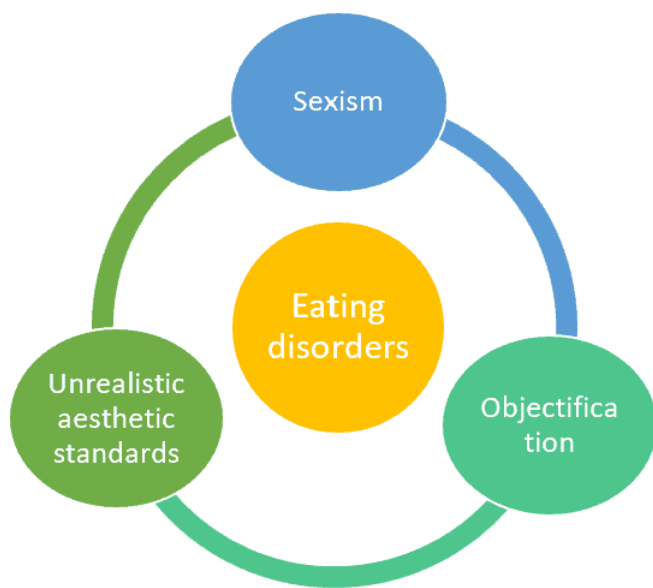 Sexism
Eating
disorders
Unrealistic
aesthetic
standards
Objectifica
tion